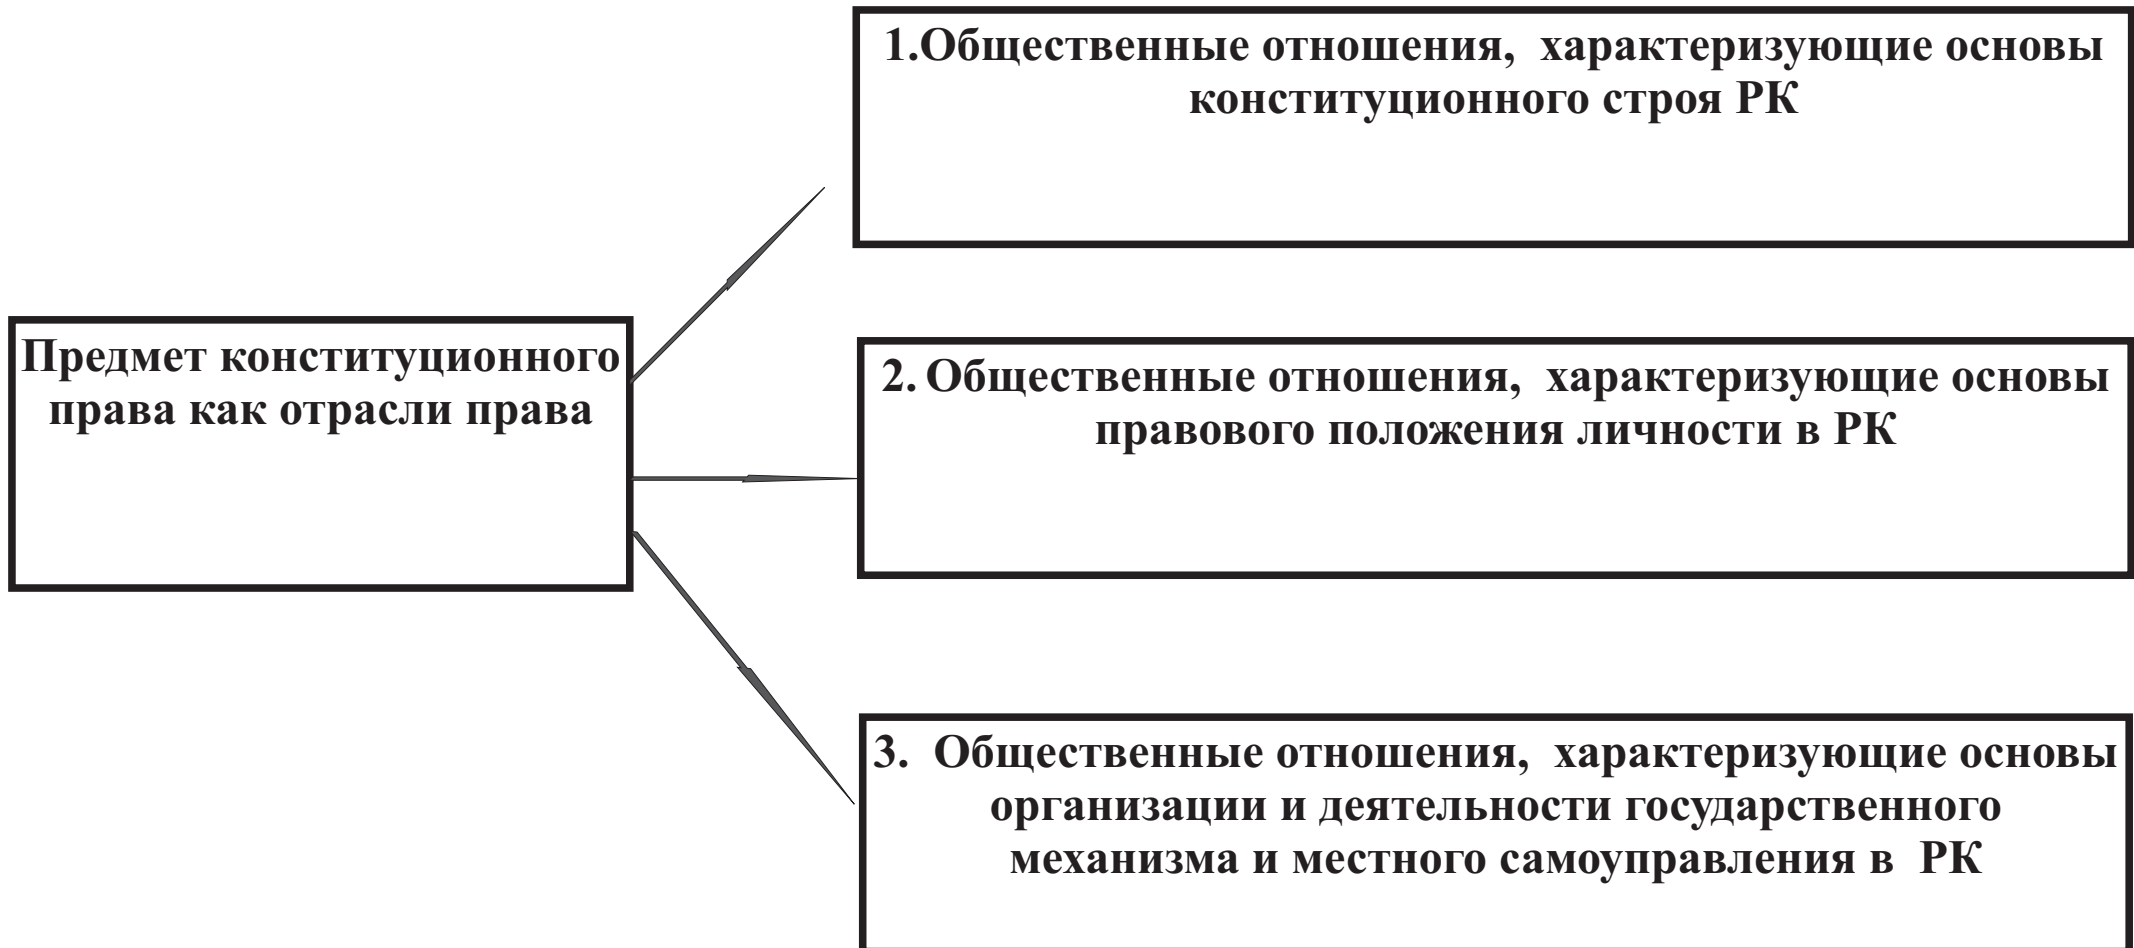 1.Общественные отношения, характеризующие основы
конституционного строя РК
Предмет конституционного
права как отрасли права
2. Общественные отношения, характеризующие основы
правового положения личности в РК
3. Общественные отношения, характеризующие основы
организации и деятельности государственного
механизма и местного самоуправления в РК